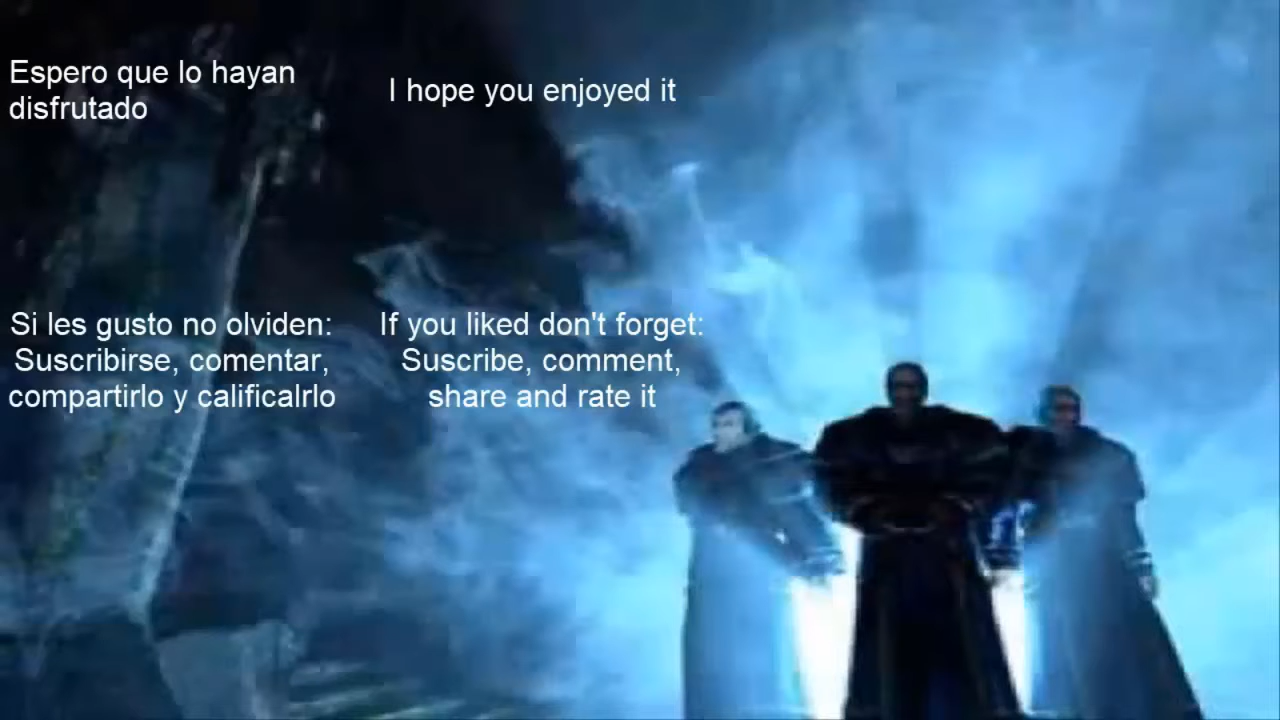 Espero que lo hayan
disfrutado
I hope you enjoyed it
Si les gusto no olviden:
Suscribirse, comentar,
compartirlo y calificalrlo
If you liked don't forget:
Suscribe, comment,
share and rate it